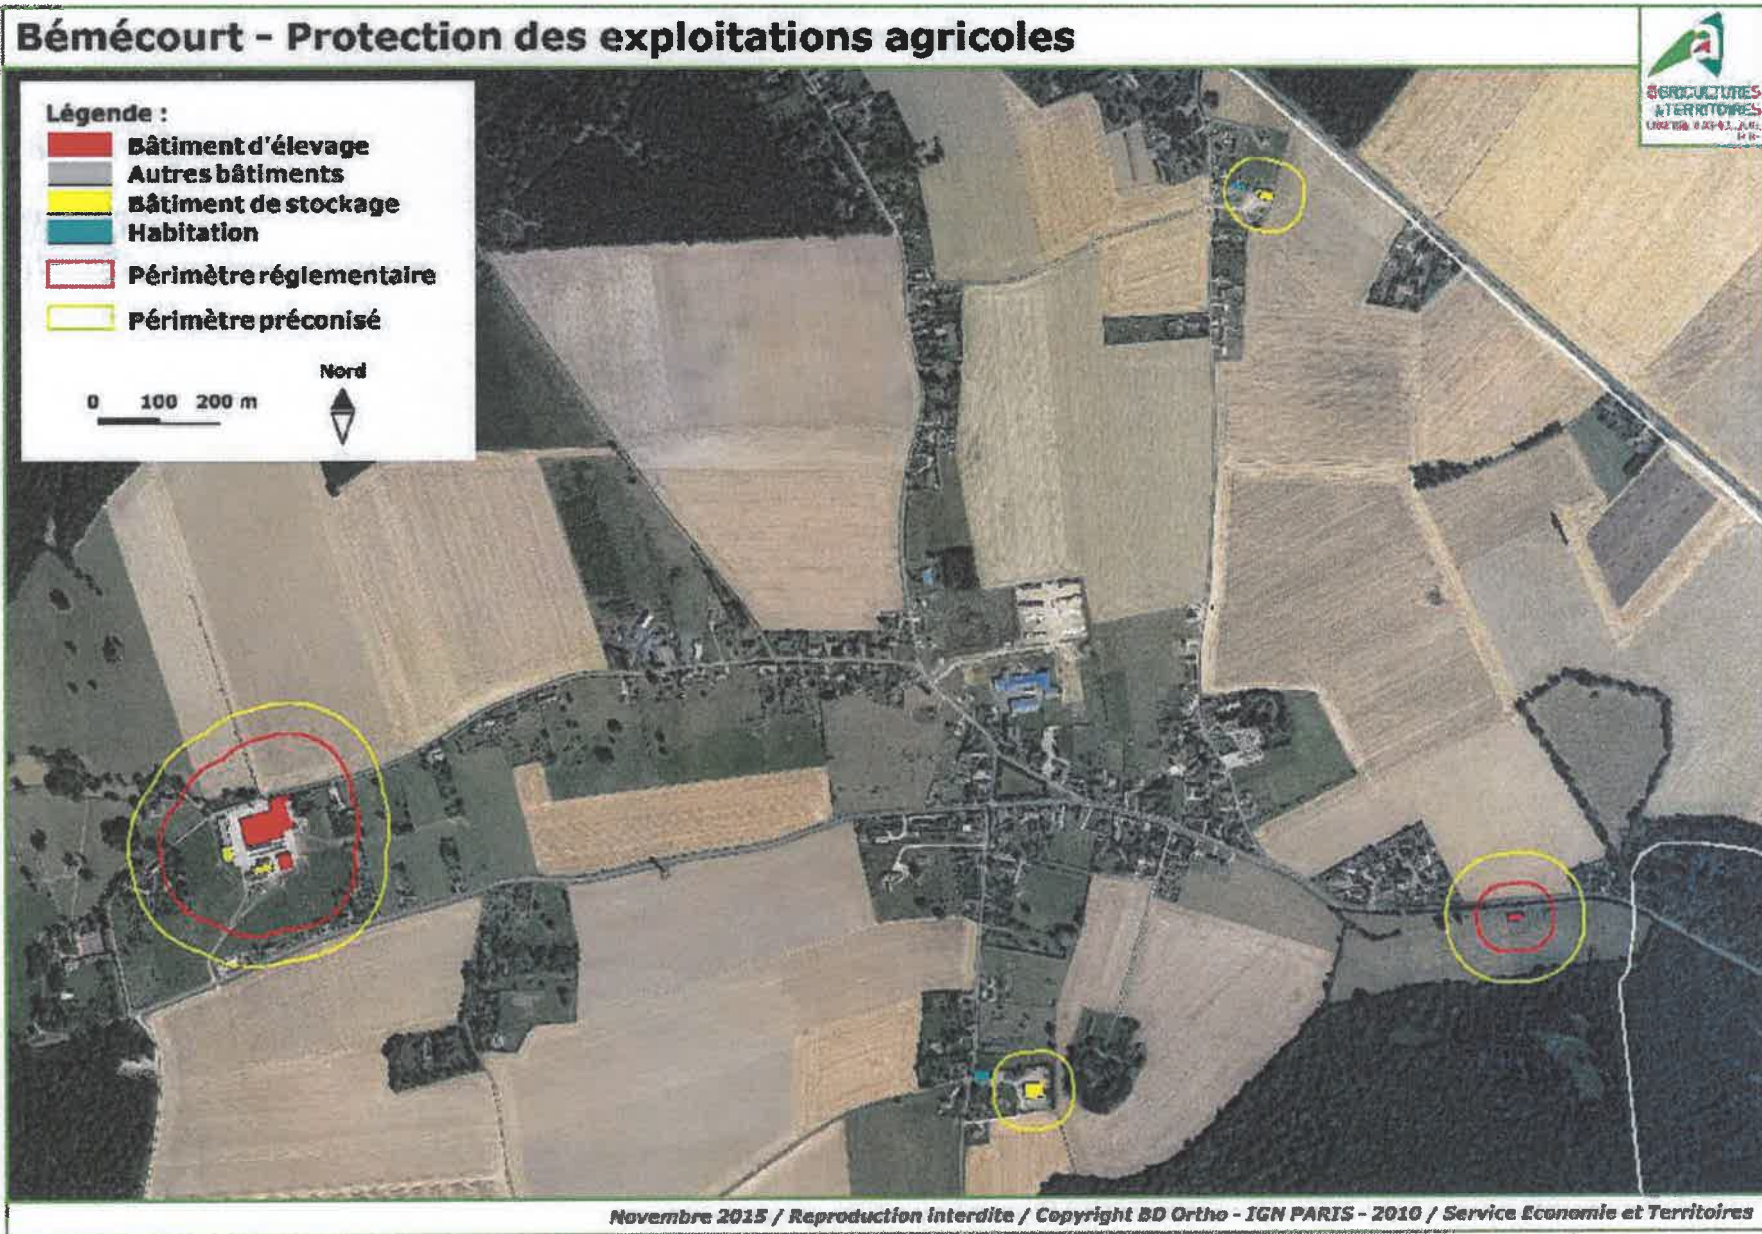 Bémécourt - Protection des exploitations agricoles
AGRICULTURES
& TERRITOIRES
Légende :
Bâtiment d'élevage
Autres bâtiments
Bâtiment de stockage
Habitation
Périmètre réglementaire
Périmètre préconisé
Nord
0 100 200 m
Novembre 2015 / Reproduction interdite / Copyright BD Ortho - IGN PARIS - 2010 / Service Economie et Territoires